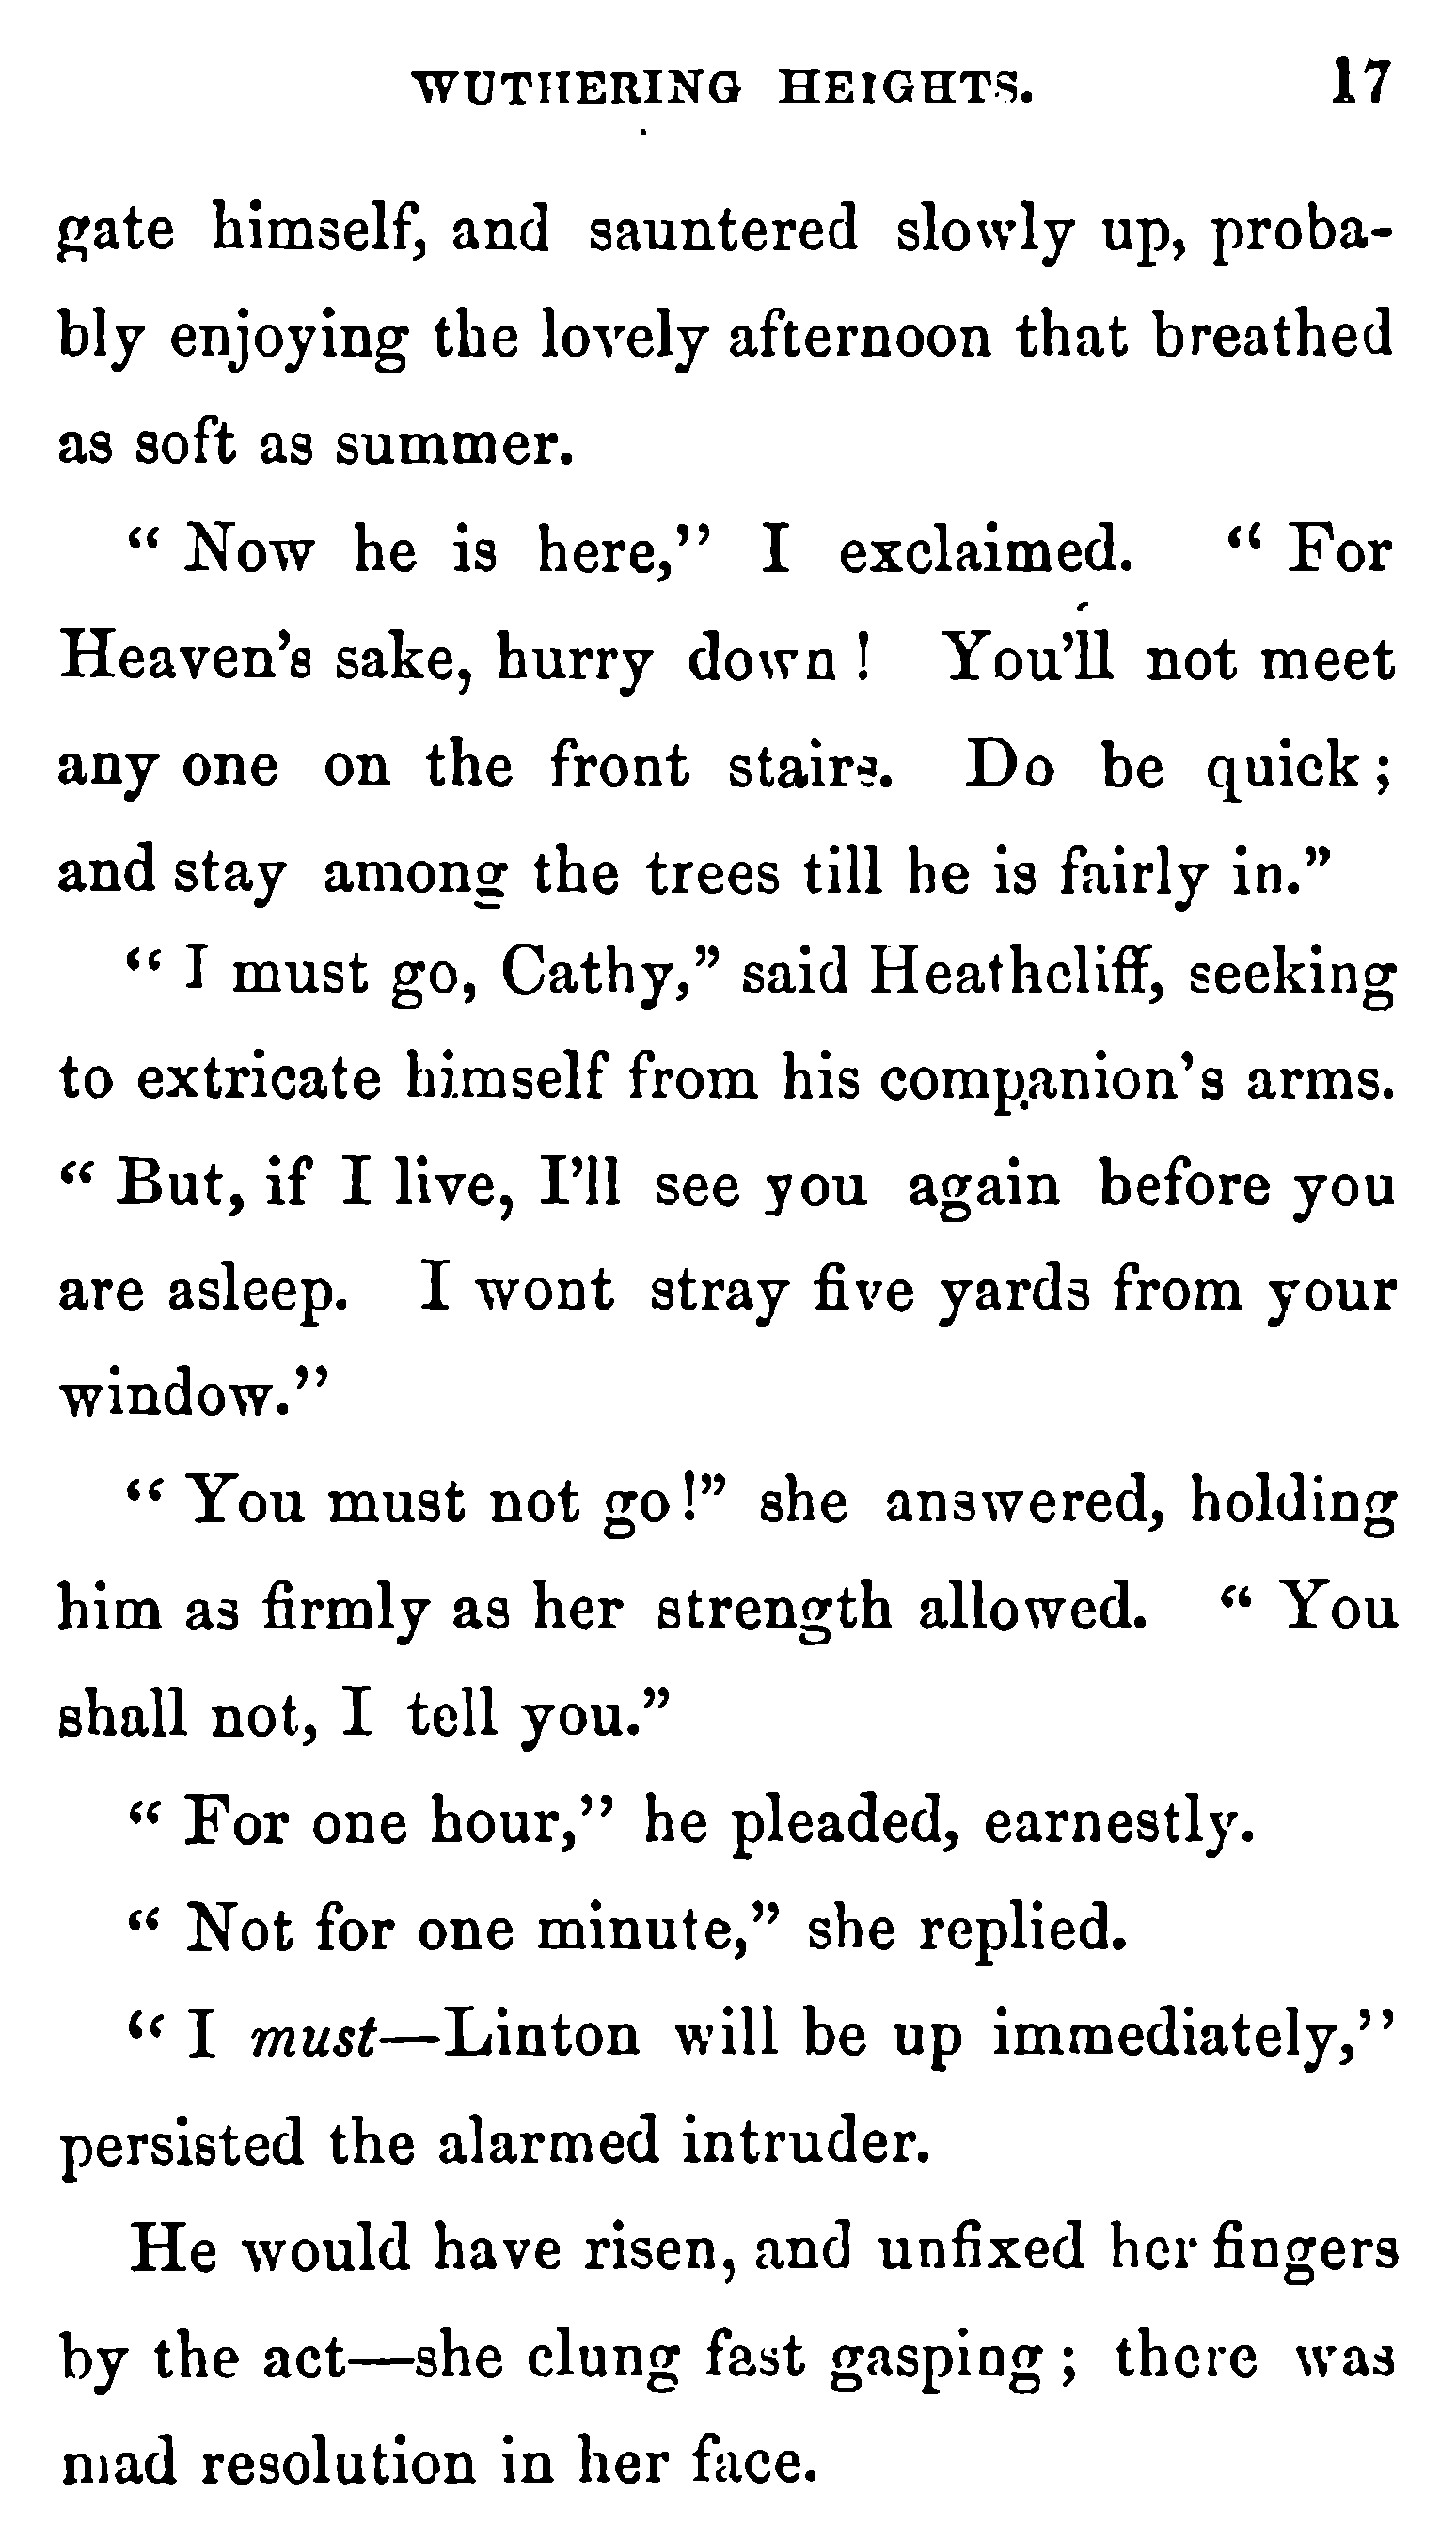 WUTHERING HEIGHTS. 17
gate himself, and sauntered slowly up, proba-
bly enjoying the lovely afternoon that breathed
as soft as summer.
“ Now he is here,” I exclaimed. “ For
Heaven’s sake, hurry down ! You’ll not meet
any one on the front stairs. Do be quick ;
and stay among the trees till he is fairly in.”
“ I must go, Cathy,” said Heathcliff, seeking
to extricate himself from his companion’s arms.
“ But, if I live, I’ll see you again before you
are asleep. I wont stray five yards from your
window.”
“ You must not go !” she answered, holding
him as firmly as her strength allowed. “ You
shall not, I tell you.”
“ For one hour,” he pleaded, earnestly.
“ Not for one minute,” she replied.
“ I must—Linton will be up immediately,”
persisted the alarmed intruder.
He would have risen, and unfixed her fingers
by the act—she clung fast gasping ; there was
mad resolution in her face.